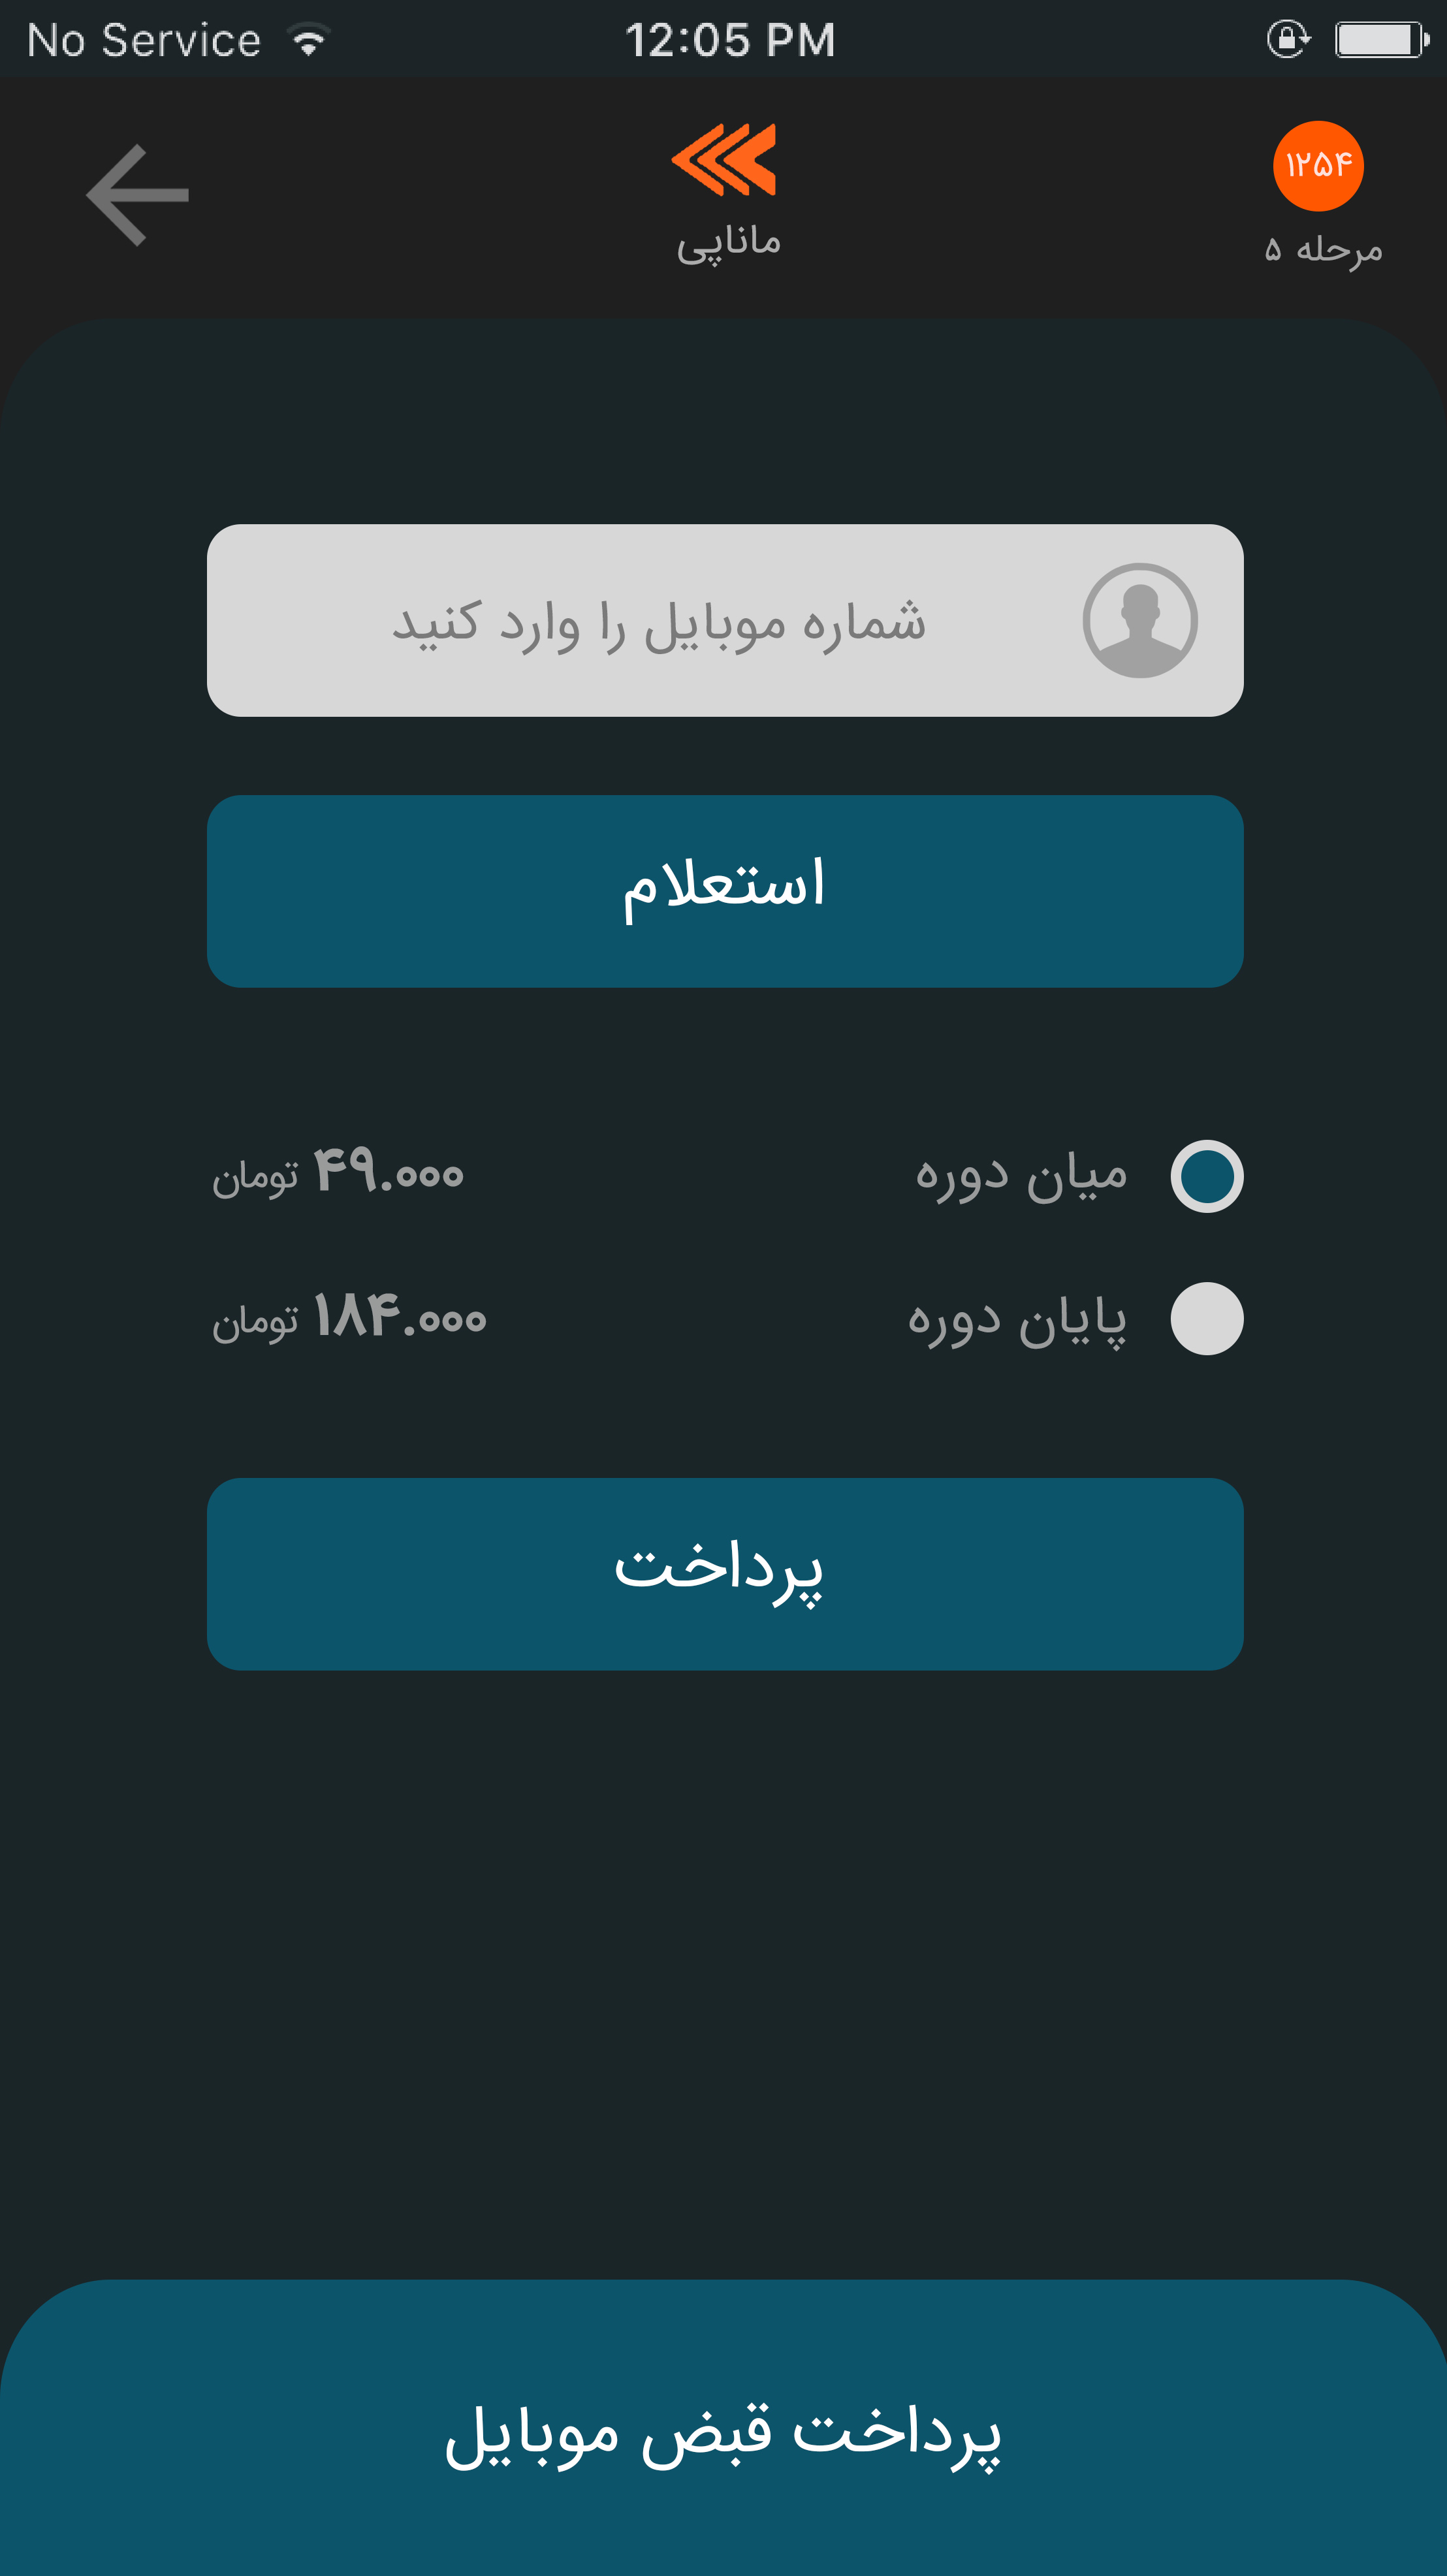 No Service 12:05 PM
۱۲۵۴
مرحله ۵
ماناپی
شماره موبایل را وارد کنید
استعلام
میان دوره ۴۹.۰۰۰ تومان
پایان دوره ۱۸۴.۰۰۰ تومان
پرداخت
پرداخت قبض موبایل